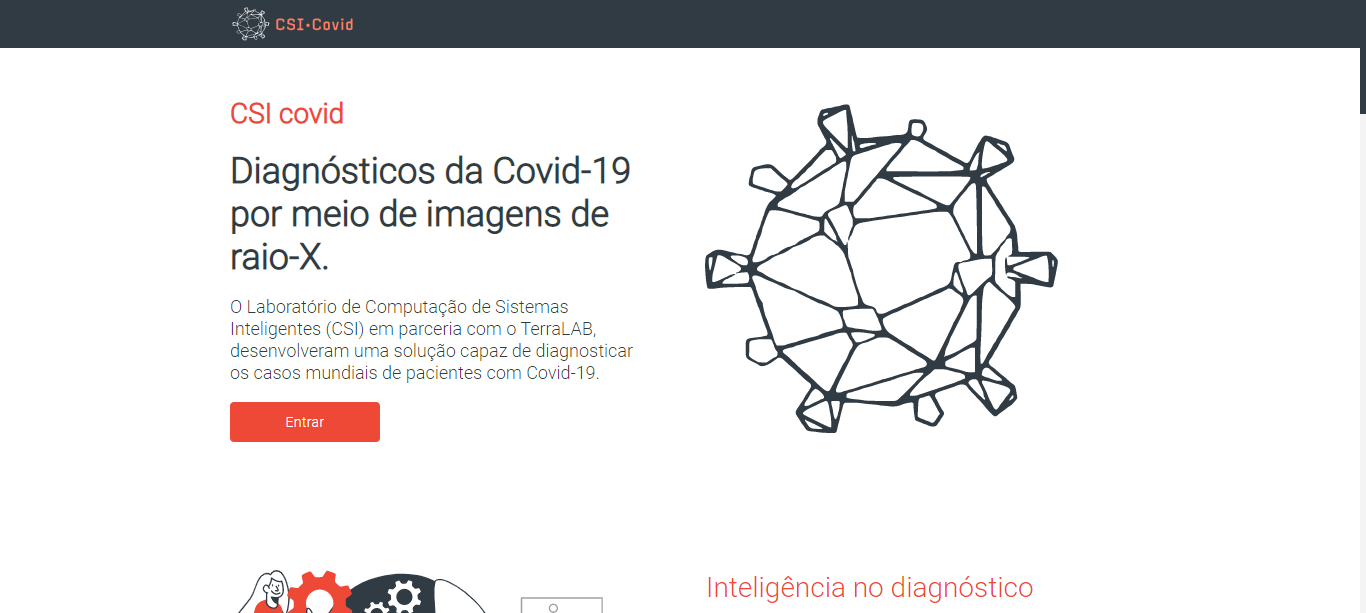 CSI·Covid
CSI covid
Diagnósticos da Covid-19
por meio de imagens de
raio-X.
O Laboratório de Computação de Sistemas
Inteligentes (CSI) em parceria com o TerraLAB,
desenvolveram uma solução capaz de diagnosticar
os casos mundiais de pacientes com Covid-19.
Entrar
Inteligência no diagnóstico